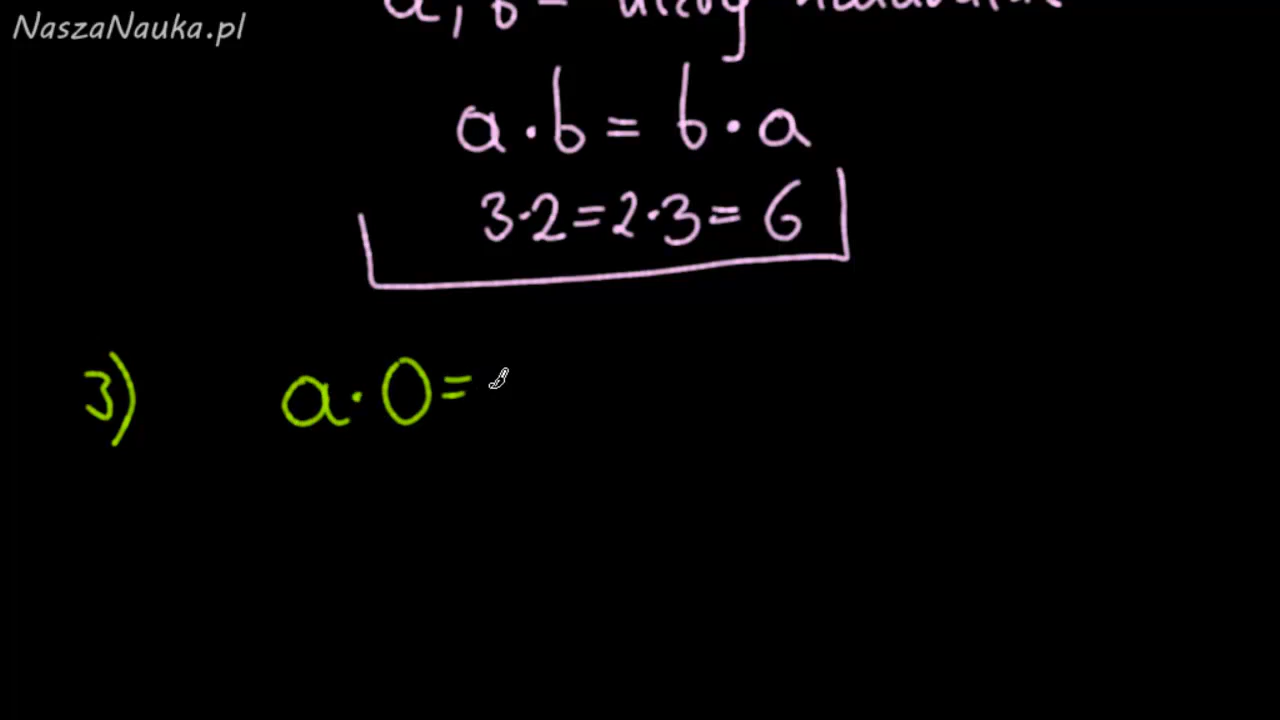 NaszaNauka.pl
a, b -
a · b = b · a
3·2=2·3= 6
3) a · 0 =